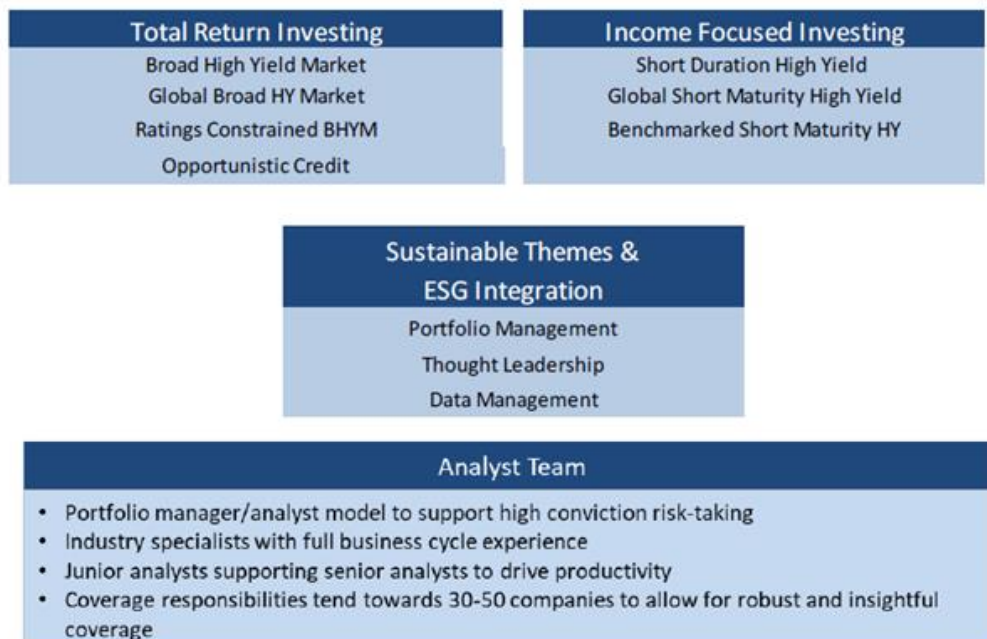 Total Return Investing
Broad High Yield Market
Global Broad HY Market
Ratings Constrained BHYM
Opportunistic Credit
Income Focused Investing
Short Duration High Yield
Global Short Maturity High Yield
Benchmarked Short Maturity HY
Sustainable Themes &
ESG Integration
Portfolio Management
Thought Leadership
Data Management
Analyst Team
• Portfolio manager/analyst model to support high conviction risk-taking
• Industry specialists with full business cycle experience
• Junior analysts supporting senior analysts to drive productivity
• Coverage responsibilities tend towards 30-50 companies to allow for robust and insightful
coverage